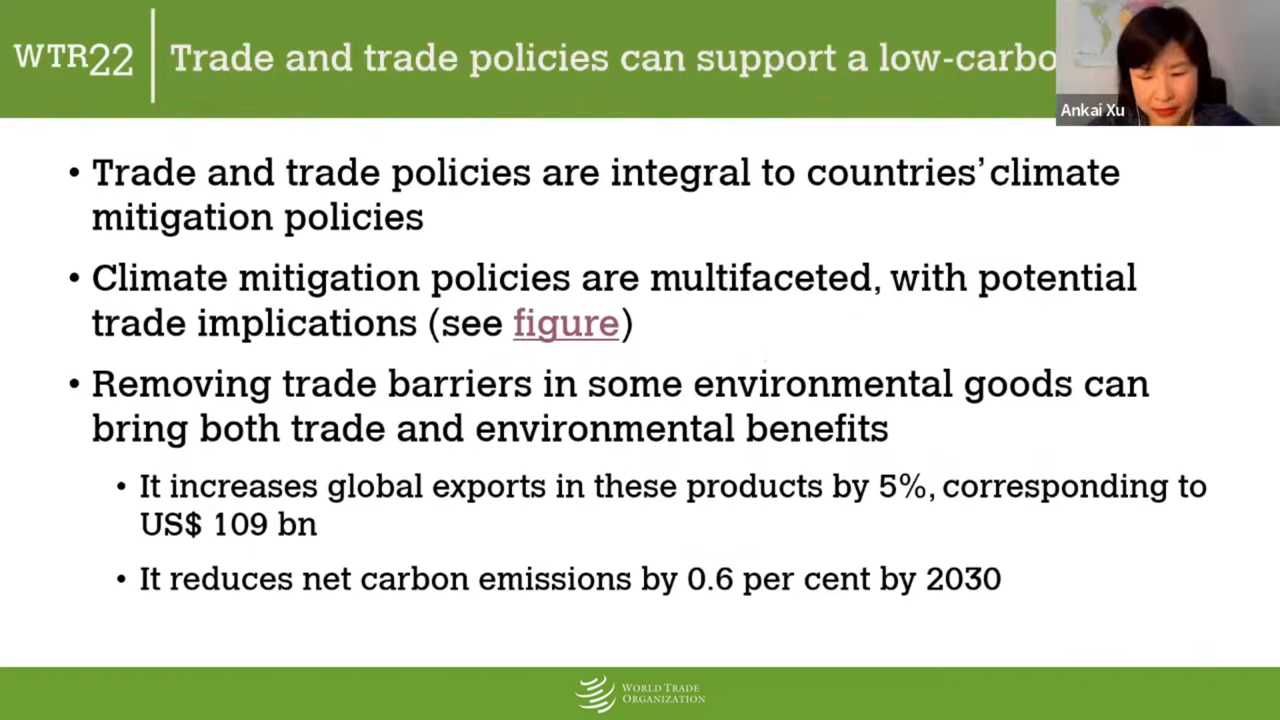 WTR22
Trade and trade policies can support a low-carbo
Ankai Xu
• Trade and trade policies are integral to countries’ climate
mitigation policies
• Climate mitigation policies are multifaceted, with potential
trade implications (see figure)
• Removing trade barriers in some environmental goods can
bring both trade and environmental benefits
• It increases global exports in these products by 5%, corresponding to
US$ 109 bn
• It reduces net carbon emissions by 0.6 per cent by 2030
WORLD TRADE
ORGANIZATION